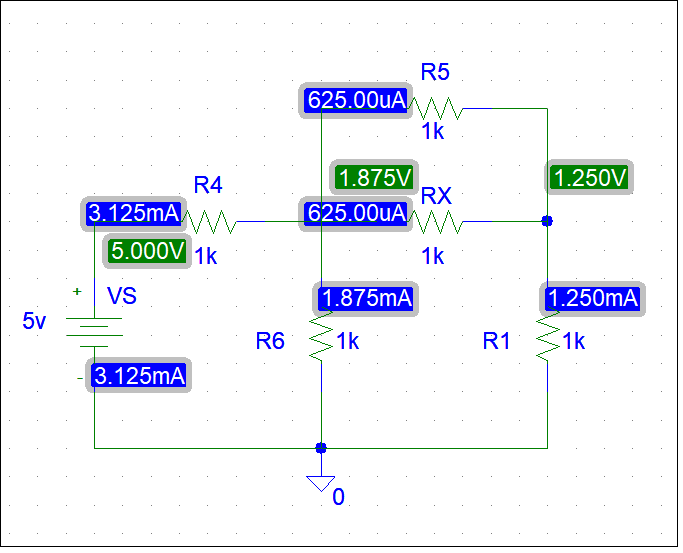 R5
625.00uA
1k
1.875V
1.250V
R4
RX
3.125mA
625.00uA
5.000V
1k
1k
+
VS
1.875mA
1.250mA
5v
R6
1k
R1
1k
-
3.125mA
0